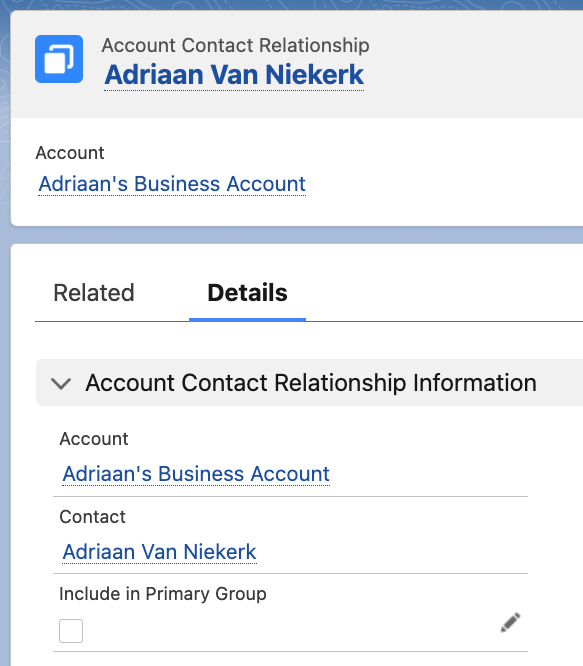 Account Contact Relationship
Adriaan Van Niekerk
Account
Adriaan's Business Account
Related
Details
Account Contact Relationship Information
Account
Adriaan's Business Account
Contact
Adriaan Van Niekerk
Include in Primary Group